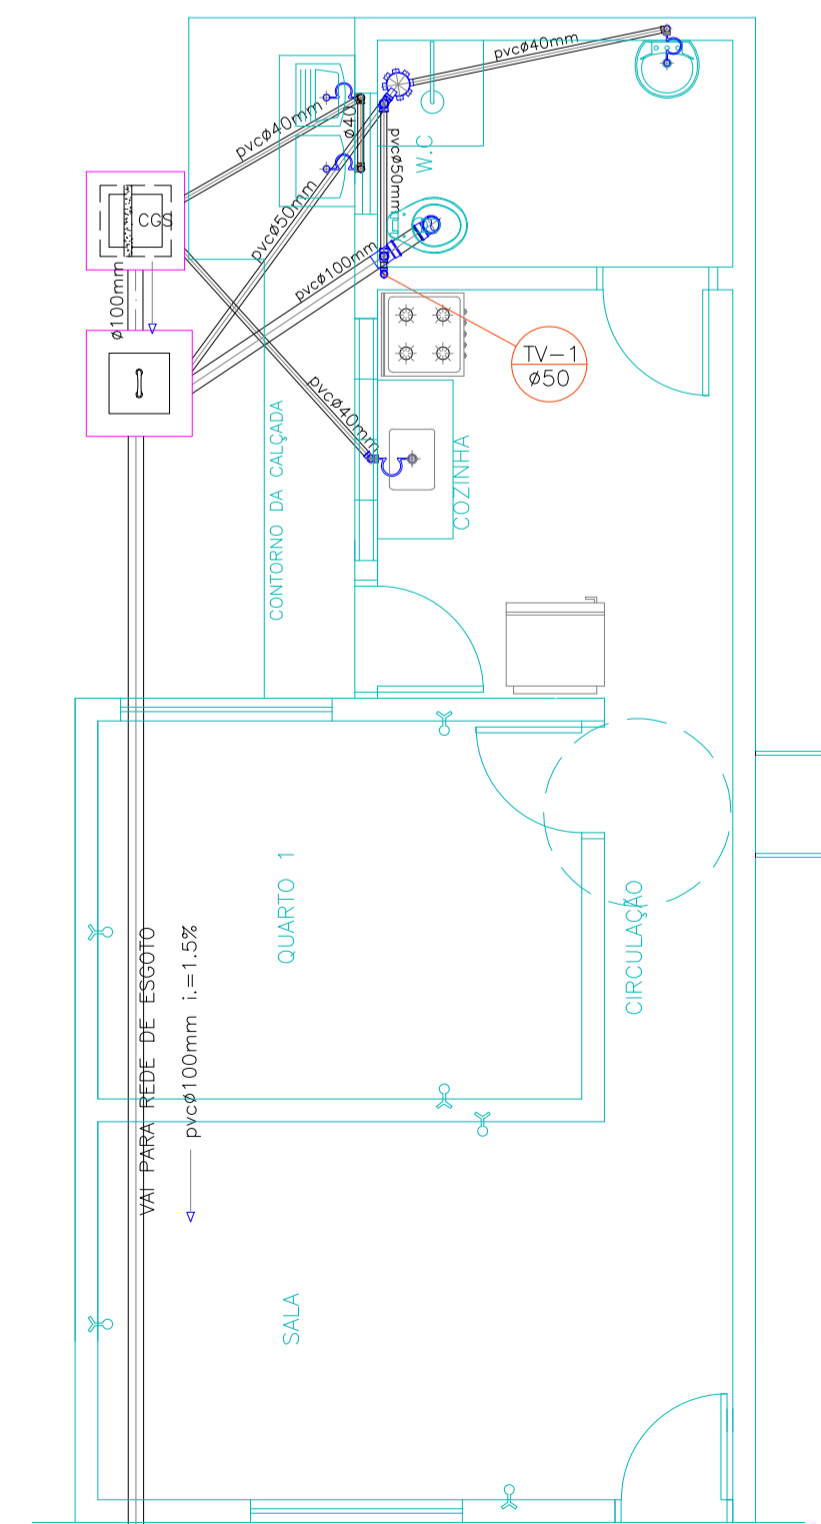 pvcø40mm
pvcø40mm
ø40
pvcø50mm
W.C
CGS
pvcø50mm
pvcø100mm
ø100mm
TV-1
ø50
pvcø40mm
CONTORNO DA CALÇADA
COZINHA
QUARTO 1
CIRCULAÇÃO
VAI PARA REDE DE ESGOTO
pvcø100mm i.=1.5%
SALA